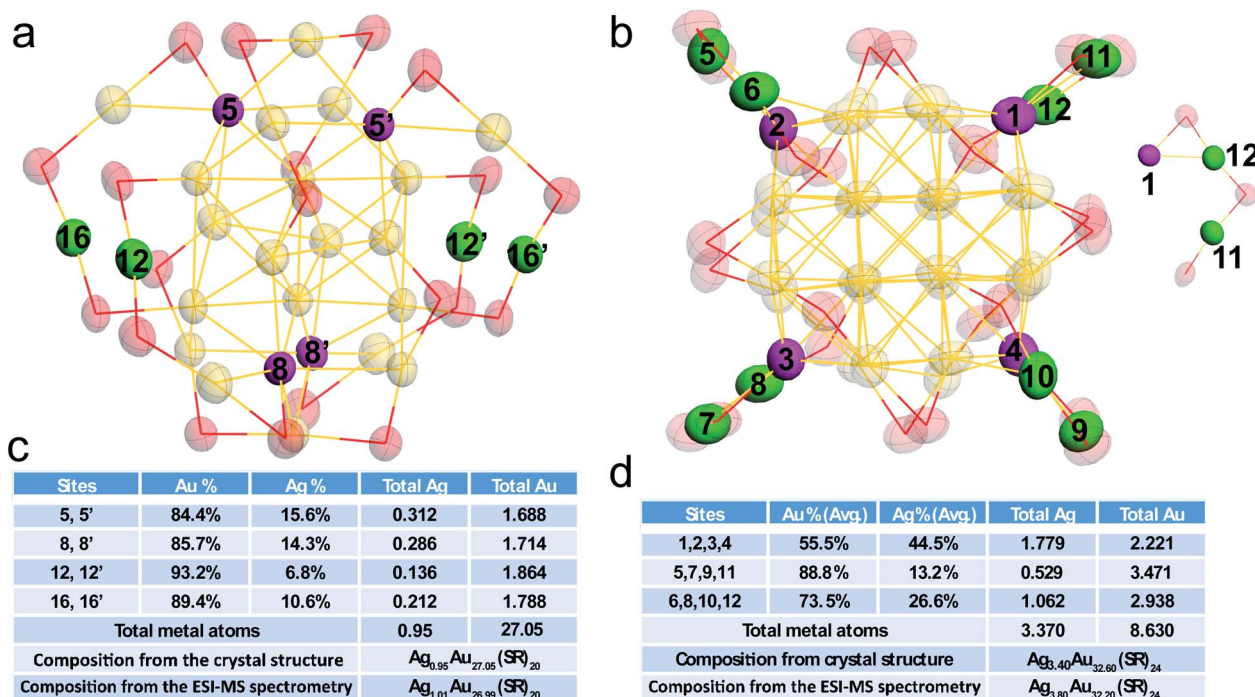 a
5
5'
16
12
12'
16'
8'
8
b
5
6
2
11
1
12
3
4
8
10
7
9
1
12
11
c
Sites Au % Ag % Total Ag Total Au
5, 5' 84.4% 15.6% 0.312 1.688
8, 8' 85.7% 14.3% 0.286 1.714
12, 12' 93.2% 6.8% 0.136 1.864
16, 16' 89.4% 10.6% 0.212 1.788
Total metal atoms 0.95 27.05
Composition from the crystal structure Ag0.95Au27.05(SR)20
Composition from the ESI-MS spectrometry Ag1.01Au26.99(SR)20
d
Sites Au%(Avg.) Ag%(Avg.) Total Ag Total Au
1,2,3,4 55.5% 44.5% 1.779 2.221
5,7,9,11 88.8% 13.2% 0.529 3.471
6,8,10,12 73.5% 26.6% 1.062 2.938
Total metal atoms 3.370 8.630
Composition from crystal structure Ag3.40Au32.60(SR)24
Composition from the ESI-MS spectrometry Ag3.80Au32.20(SR)24